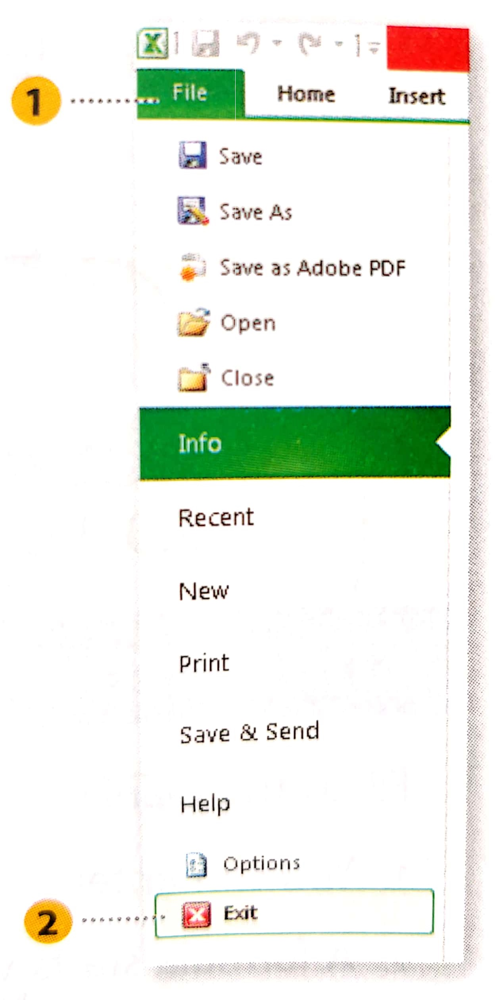 1
File Home Insert
Save
Save As
Save as Adobe PDF
Open
Close
Info
Recent
New
Print
Save & Send
Help
Options
2
Exit